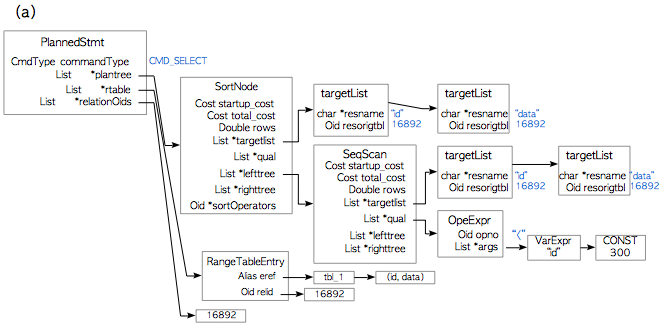 (a)
PlannedStmt
CmdType commandType CMD_SELECT
List *plantree
List *rtable
List *relationOids
SortNode
Cost startup_cost
Cost total_cost
Double rows
List *targetlist
List *qual
List *lefttree
List *righttree
Oid *sortOperators
targetList
char *resname "id"
Oid resorigtbl 16892
targetList
char *resname "data"
Oid resorigtbl 16892
SeqScan
Cost startup_cost
Cost total_cost
Double rows
List *targetlist
List *qual
List *lefttree
List *righttree
targetList
char *resname "id"
Oid resorigtbl 16892
targetList
char *resname "data"
Oid resorigtbl 16892
OpeExpr
Oid opno "<"
List *args
VarExpr
"id"
CONST
300
RangeTableEntry
Alias eref
Oid relid
tbl_1
(id, data)
16892
16892